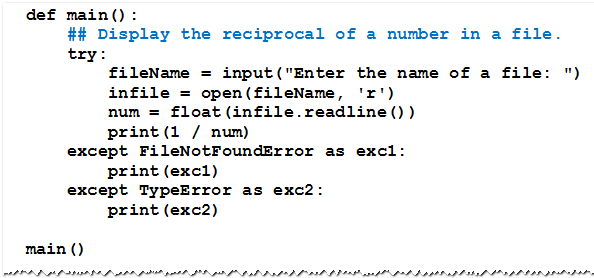 def main():
    ## Display the reciprocal of a number in a file.
    try:
        fileName = input("Enter the name of a file: ")
        infile = open(fileName, 'r')
        num = float(infile.readline())
        print(1 / num)
    except FileNotFoundError as exc1:
        print(exc1)
    except TypeError as exc2:
        print(exc2)

main()